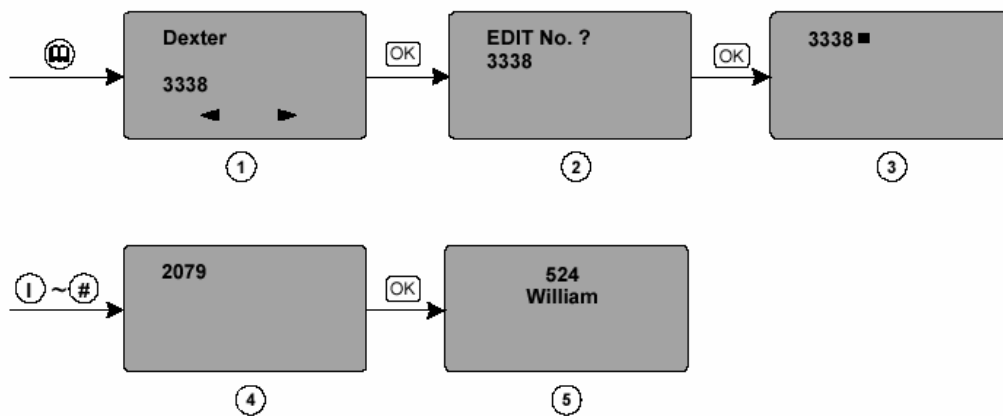 Dexter
3338
1
OK
EDIT No. ?
3338
2
OK
3338
3
I ~ #
2079
4
OK
524
William
5